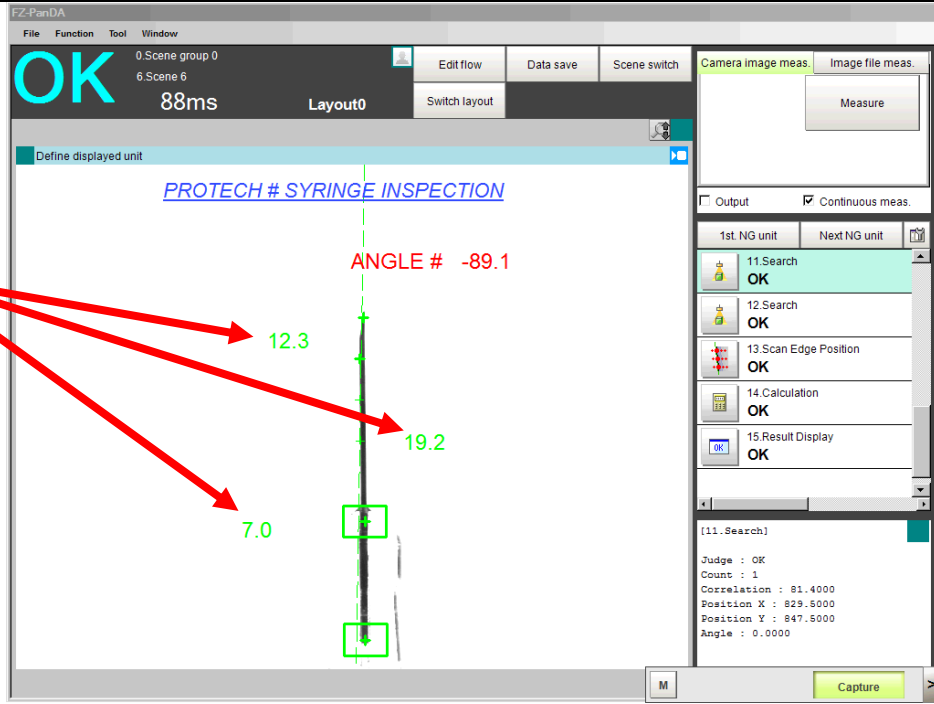 FZ-PanDA
File Function Tool Window
OK
0.Scene group 0
6.Scene 6
88ms
Layout0
Edit flow
Data save
Scene switch
Switch layout
Camera image meas.
Image file meas.
Measure
Output
Continuous meas.
Define displayed unit
PROTECH # SYRINGE INSPECTION
ANGLE # -89.1
12.3
19.2
7.0
1st. NG unit
Next NG unit
11.Search
OK
12.Search
OK
13.Scan Edge Position
OK
14.Calculation
OK
OK
15.Result Display
OK
[11.Search]
Judge : OK
Count : 1
Correlation : 81.4000
Position X : 829.5000
Position Y : 847.5000
Angle : 0.0000
M
Capture
>